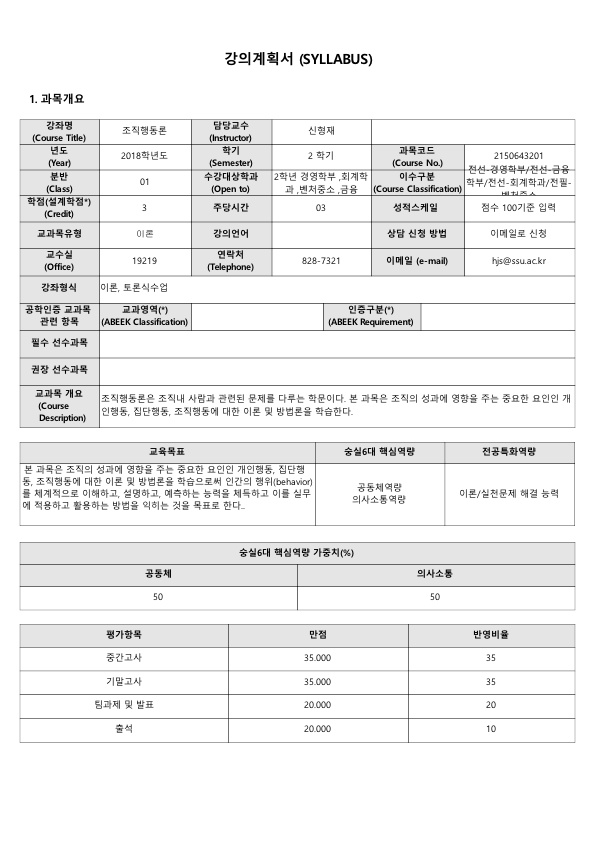 강의계획서 (SYLLABUS)
1. 과목개요
강좌명 조직행동론 담당교수 신형재
(Course Title) (Instructor)
년도 2018학년도 학기 2 학기 과목코드 2150643201
(Year) (Semester) (Course No.)
분반 01 수강대상학과 2학년 경영학부 ,회계학 이수구분 전선-경영학부/전선-금융
(Class) (Open to) 과 ,벤처중소 ,금융 (Course Classification) 학부/전선-회계학과/전필-
벤처중소
학점(설계학점*) 3 주당시간 03 성적스케일 점수 100기준 입력
(Credit)
교과목유형 이론 강의언어 상담 신청 방법 이메일로 신청
교수실 19219 연락처 828-7321 이메일 (e-mail) hjs@ssu.ac.kr
(Office) (Telephone)
강좌형식 이론, 토론식수업
공학인증 교과목 교과영역(*) 인증구분(*)
관련 항목 (ABEEK Classification) (ABEEK Requirement)
필수 선수과목
권장 선수과목
교과목 개요 조직행동론은 조직내 사람과 관련된 문제를 다루는 학문이다. 본 과목은 조직의 성과에 영향을 주는 중요한 요인인 개
(Course 인행동, 집단행동, 조직행동에 대한 이론 및 방법론을 학습한다.
Description)
교육목표 숭실6대 핵심역량 전공특화역량
본 과목은 조직의 성과에 영향을 주는 중요한 요인인 개인행동, 집단행
동, 조직행동에 대한 이론 및 방법론을 학습으로써 인간의 행위(behavior)
를 체계적으로 이해하고, 설명하고, 예측하는 능력을 체득하고 이를 실무
에 적용하고 활용하는 방법을 익히는 것을 목표로 한다..
공동체역량
의사소통역량
이론/실천문제 해결 능력
숭실6대 핵심역량 가중치(%)
공동체 의사소통
50 50
평가항목 만점 반영비율
중간고사 35.000 35
기말고사 35.000 35
팀과제 및 발표 20.000 20
출석 20.000 10